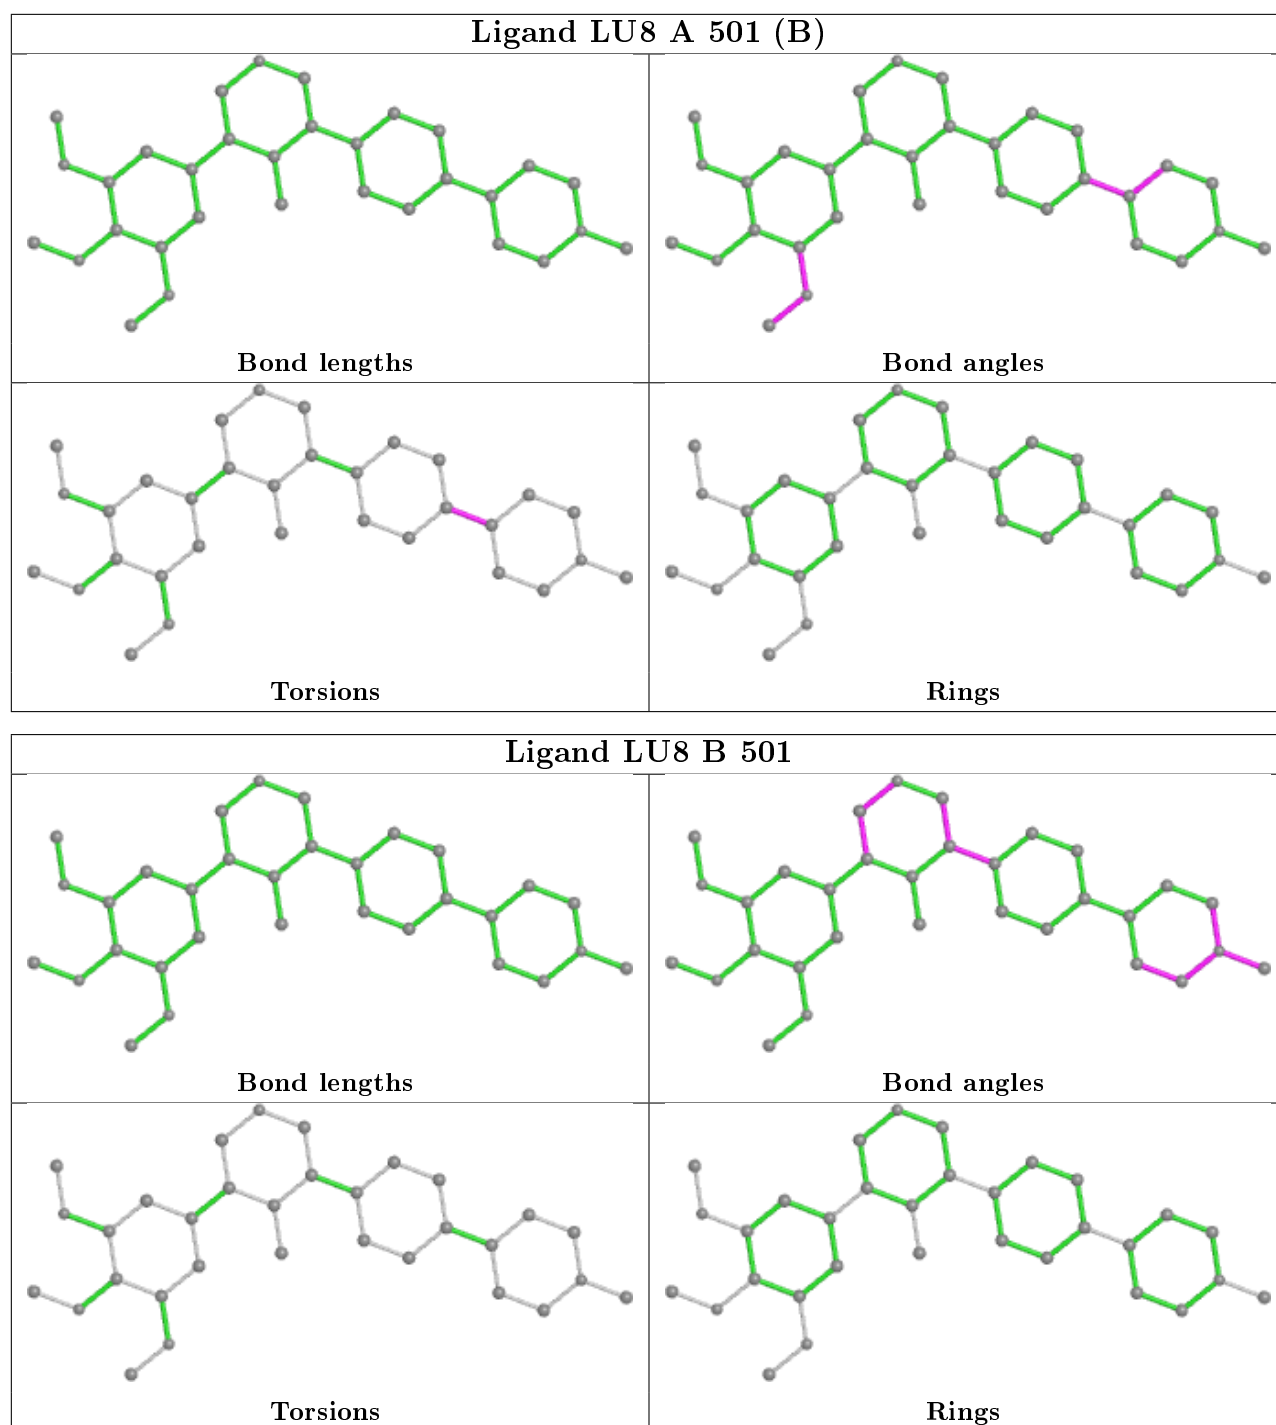 Ligand LU8 A 501 (B)
Bond lengths
Bond angles
Torsions
Rings
Ligand LU8 B 501
Bond lengths
Bond angles
Torsions
Rings